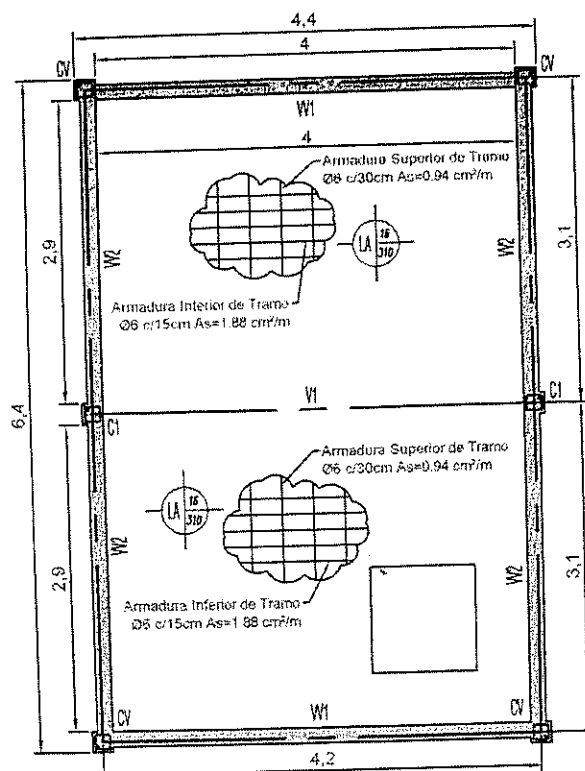 4,4
4
CV
CV
W1
4
Armadura Superior de Tramo
Ø6 c/30cm As=0.94 cm²/m
2,9
W2
LA 16 310
W2
3,1
Armadura Inferior de Tramo
Ø6 c/15cm As=1.88 cm²/m
6,4
V1
C1
C1
Armadura Superior de Tramo
Ø6 c/30cm As=0.94 cm²/m
LA 16 310
2,9
W2
W2
3,1
Armadura Inferior de Tramo
Ø6 c/15cm As=1.88 cm²/m
CV
W1
CV
4,2